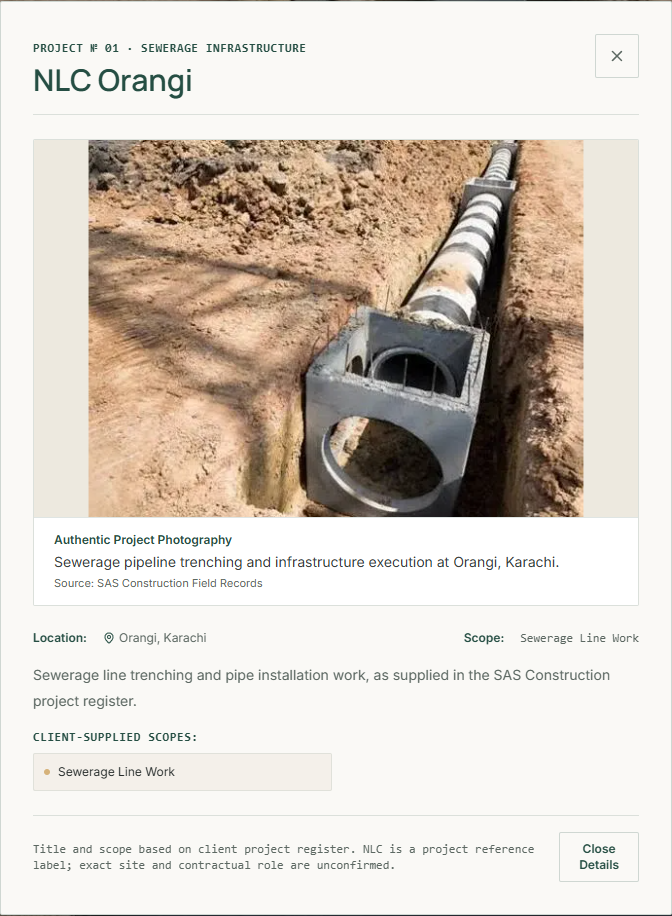 PROJECT № 01 · SEWERAGE INFRASTRUCTURE
NLC Orangi
Authentic Project Photography
Sewerage pipeline trenching and infrastructure execution at Orangi, Karachi.
Source: SAS Construction Field Records
Location: Orangi, Karachi
Scope: Sewerage Line Work
Sewerage line trenching and pipe installation work, as supplied in the SAS Construction
project register.
CLIENT-SUPPLIED SCOPES:
Sewerage Line Work
Title and scope based on client project register. NLC is a project reference
label; exact site and contractual role are unconfirmed.
Close
Details